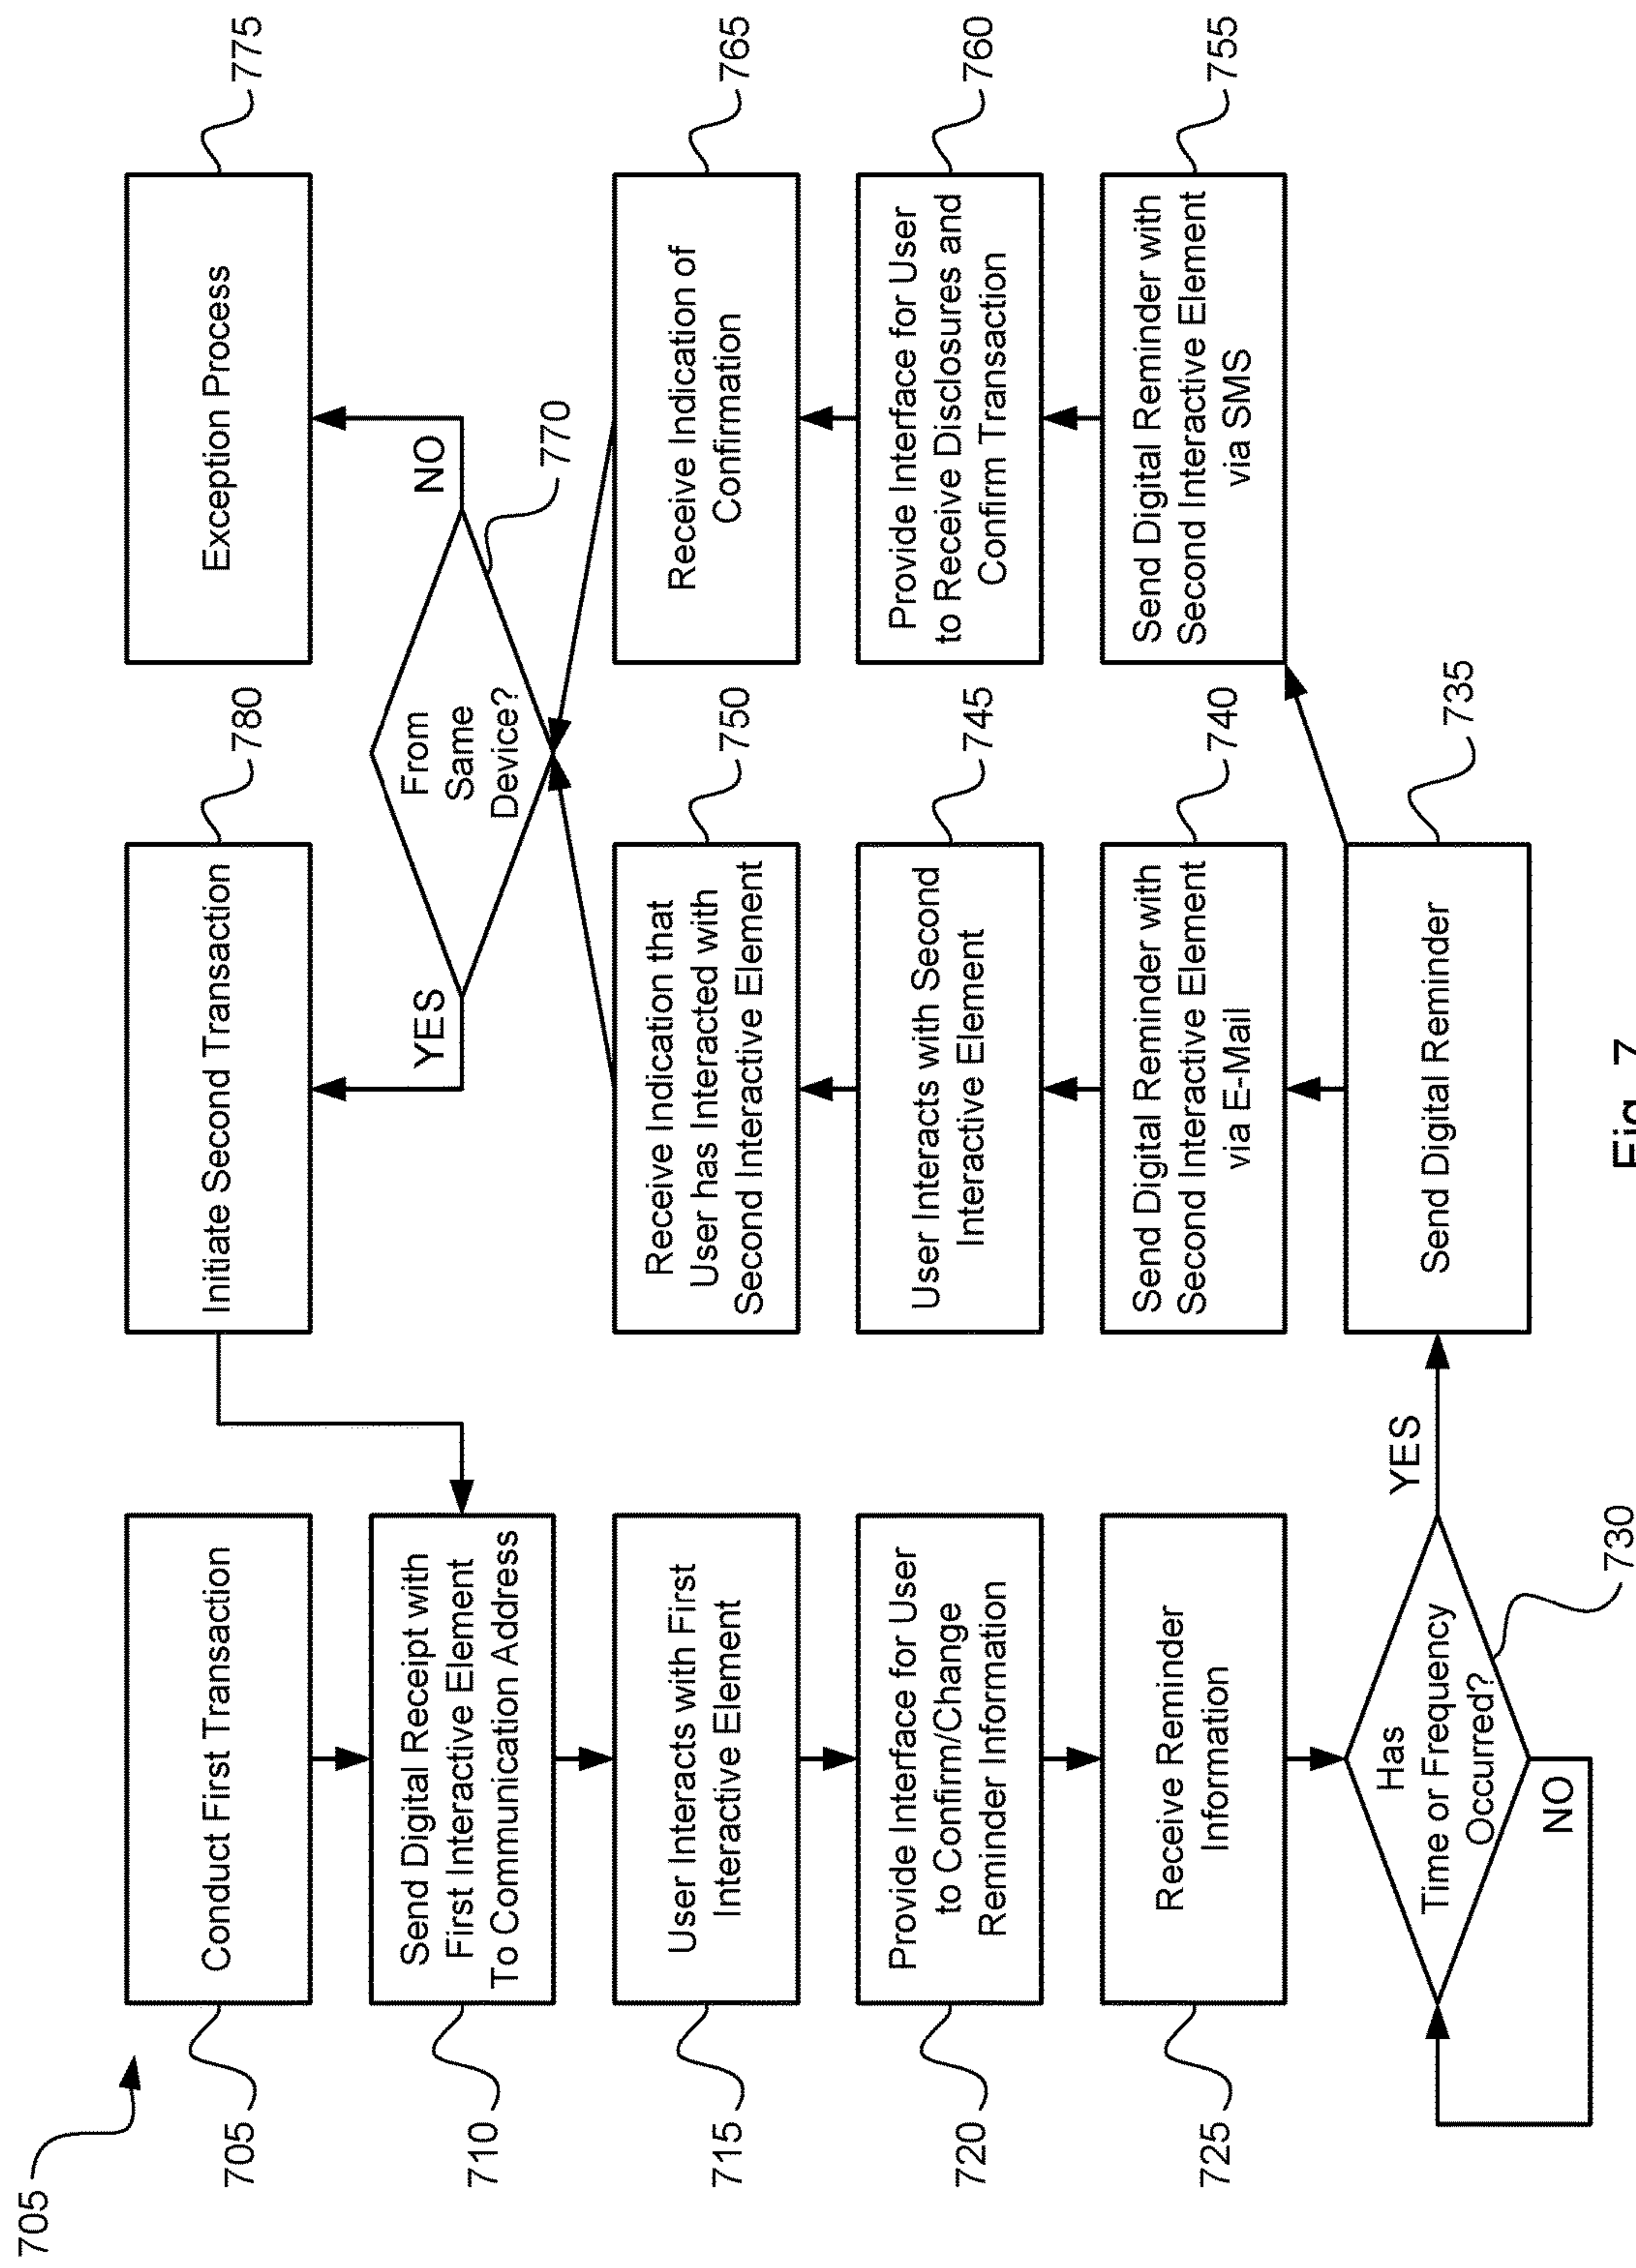 705
705
Conduct First Transaction
710
Send Digital Receipt with
First Interactive Element
To Communication Address
715
User Interacts with First
Interactive Element
720
Provide Interface for User
to Confirm/Change
Reminder Information
725
Receive Reminder
Information
Has
Time or Frequency
Occurred?
730
NO
YES
Initiate Second Transaction
780
YES
From
Same
Device?
770
NO
Receive Indication that
User has Interacted with
Second Interactive Element
750
User Interacts with Second
Interactive Element
745
Send Digital Reminder with
Second Interactive Element
via E-Mail
740
Send Digital Reminder
735
Exception Process
775
Receive Indication of
Confirmation
765
Provide Interface for User
to Receive Disclosures and
Confirm Transaction
760
Send Digital Reminder with
Second Interactive Element
via SMS
755
Fig. 7